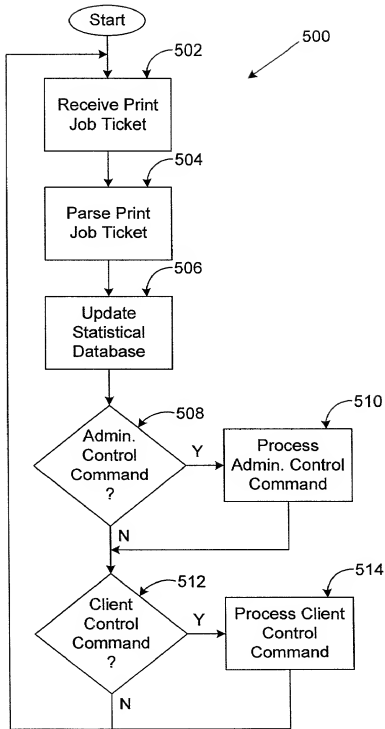 Start
500
502
Receive Print
Job Ticket
504
Parse Print
Job Ticket
506
Update
Statistical
Database
508
Admin.
Control
Command
?
Y
510
Process
Admin. Control
Command
N
512
Client
Control
Command
?
Y
514
Process Client
Control
Command
N